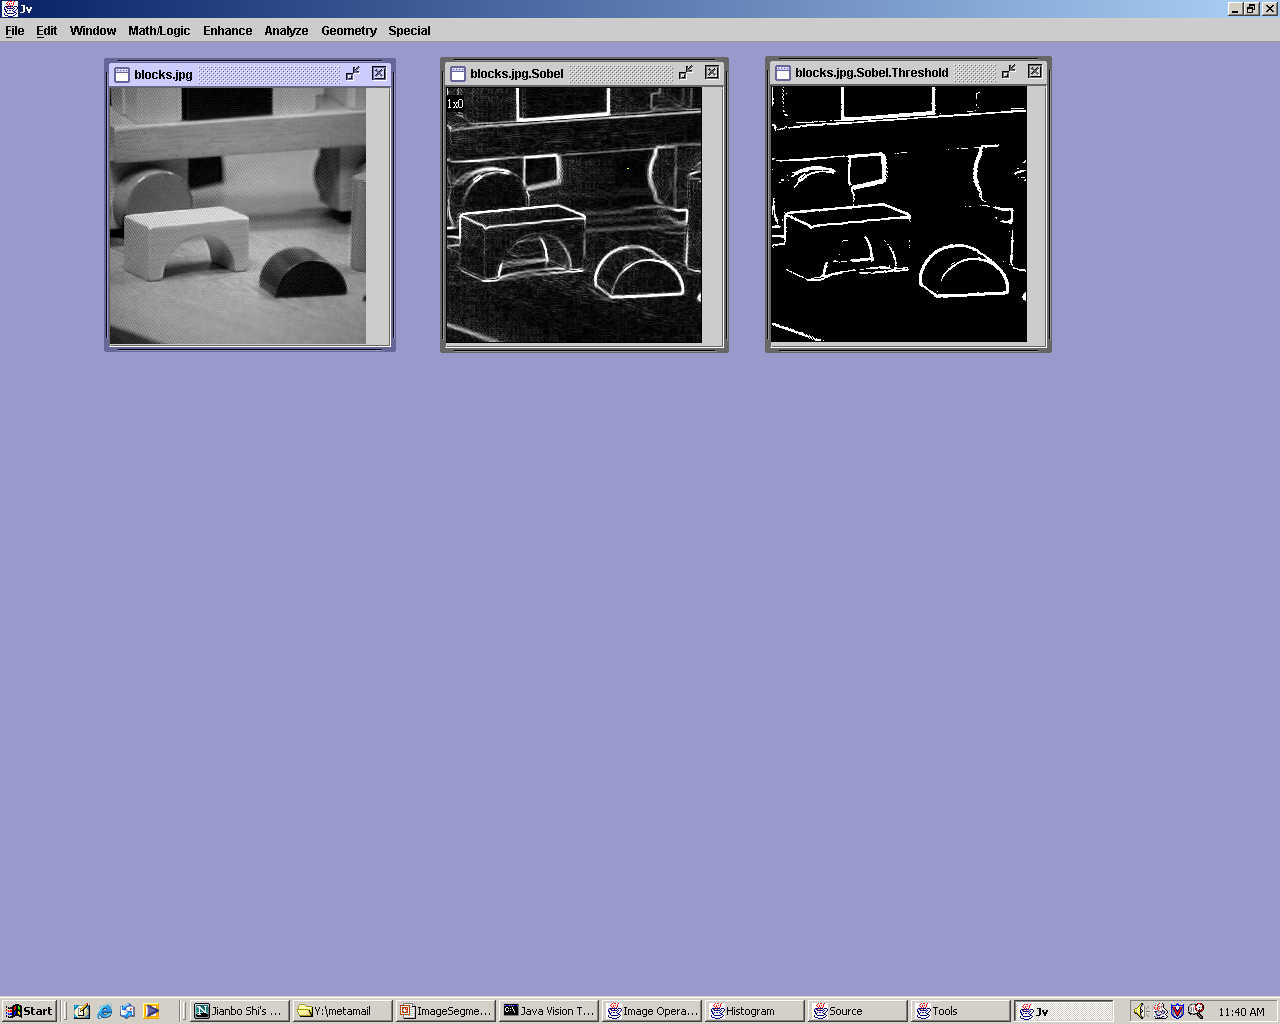 Jv
File Edit Window Math/Logic Enhance Analyze Geometry Special
blocks.jpg
blocks.jpg.Sobel
blocks.jpg.Sobel.Threshold
1x0
Start Jianbo Shi's ... Y:\metamail ImageSegme... Java Vision T... Image Opera... Histogram Source Tools Jv 11:40 AM